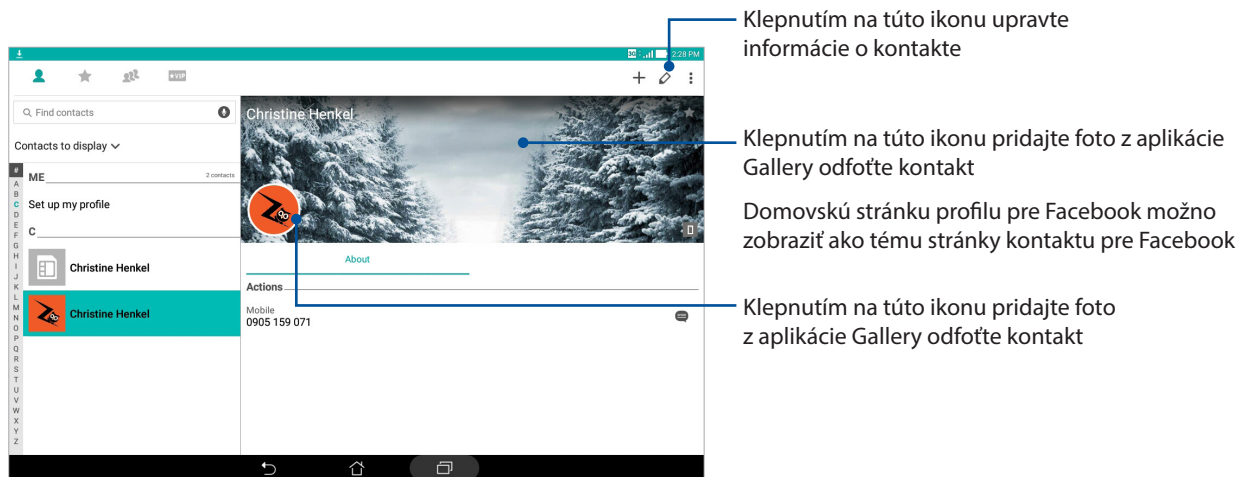 Klepnutím na túto ikonu upravte
informácie o kontakte
3G 2:28 PM
VIP
Find contacts
Christine Henkel
Contacts to display
Klepnutím na túto ikonu pridajte foto z aplikácie
Gallery odfoťte kontakt
#
A
B
C
D
E
F
G
H
I
J
K
L
M
N
O
P
Q
R
S
T
U
V
W
X
Y
Z
ME 2 contacts
Set up my profile
C
Christine Henkel
Christine Henkel
Domovskú stránku profilu pre Facebook možno
zobraziť ako tému stránky kontaktu pre Facebook
About
Actions
Mobile
0905 159 071
Klepnutím na túto ikonu pridajte foto
z aplikácie Gallery odfoťte kontakt